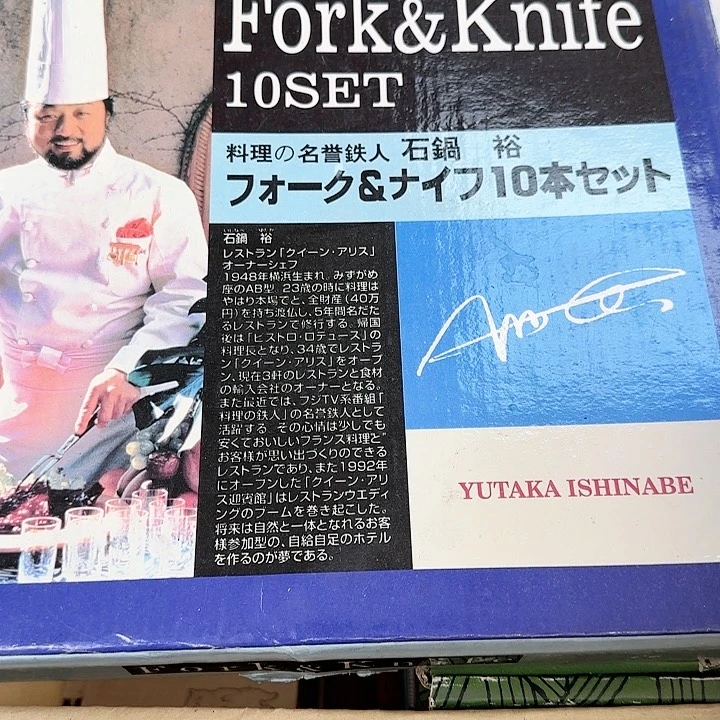 Fork&Knife
10SET
料理の名誉鉄人 石鍋 裕
フォーク&ナイフ10本セット
いしなべ ゆたか
石鍋 裕
レストラン「クイーン・アリス」
オーナーシェフ
1948年横浜生まれ みずがめ
座のAB型 23歳の時に料理は
やはり本場でと、全財産(40万
円)を持ち渡仏し、5年間名だた
るレストランで修行する。帰国
後は「ビストロ・ロテュース」の
料理長となり、34歳でレストラ
ン「クイーン・アリス」をオープ
ン、現在3軒のレストランと食材
の輸入会社のオーナーとなる。
また最近では、フジTV系番組「
料理の鉄人」の名誉鉄人として
活躍する。その心情は少しでも
安くておいしいフランス料理と"
お客様が思い出づくりのできる
レストランであり、また1992年
にオープンした「クイーン・アリ
ス迎賓館」はレストランウエディ
ングのブームを巻き起こした。
将来は自然と一体となれるお客
様参加型の、自給自足のホテル
を作るのが夢である。
YUTAKA ISHINABE
Fork&Knife